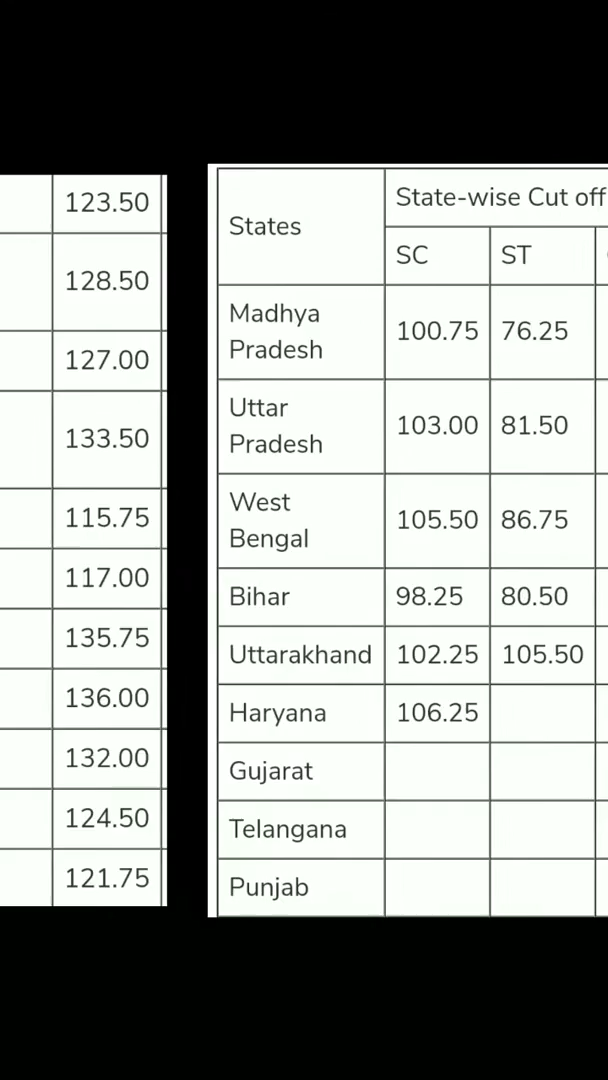 123.50
128.50
127.00
133.50
115.75
117.00
135.75
136.00
132.00
124.50
121.75
States
State-wise Cut off
SC ST
Madhya
Pradesh
100.75 76.25
Uttar
Pradesh
103.00 81.50
West
Bengal
105.50 86.75
Bihar 98.25 80.50
Uttarakhand 102.25 105.50
Haryana 106.25
Gujarat
Telangana
Punjab